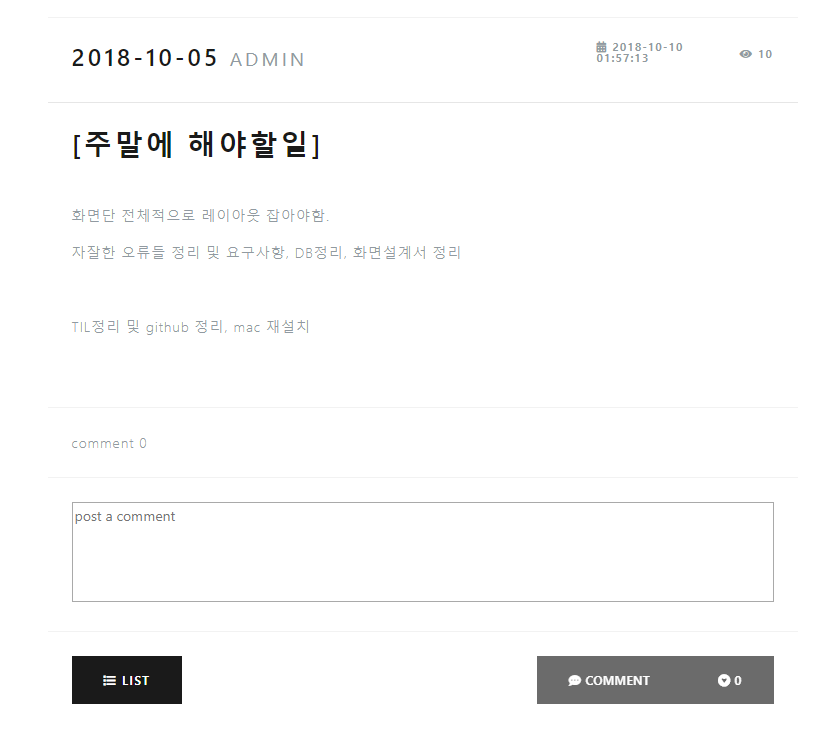 2018-10-05 ADMIN
2018-10-10
01:57:13
10
[주말에 해야할일]
화면단 전체적으로 레이아웃 잡아야함.
자잘한 오류들 정리 및 요구사항, DB정리, 화면설계서 정리
TIL정리 및 github 정리, mac 재설치
comment 0
post a comment
LIST
COMMENT
0